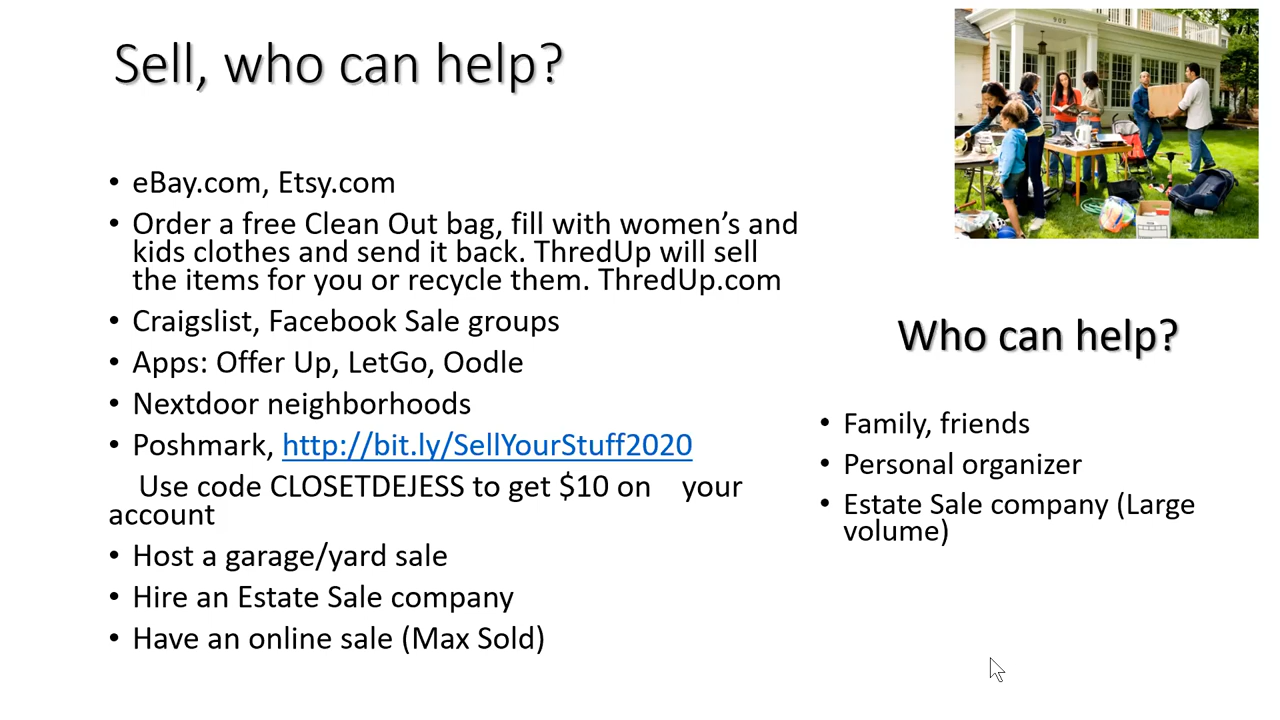 Sell, who can help?
• eBay.com, Etsy.com
• Order a free Clean Out bag, fill with women’s and
kids clothes and send it back. ThredUp will sell
the items for you or recycle them. ThredUp.com
• Craigslist, Facebook Sale groups
• Apps: Offer Up, LetGo, Oodle
• Nextdoor neighborhoods
• Poshmark, http://bit.ly/SellYourStuff2020
Use code CLOSETDEJESS to get $10 on your
account
• Host a garage/yard sale
• Hire an Estate Sale company
• Have an online sale (Max Sold)
900
Who can help?
• Family, friends
• Personal organizer
• Estate Sale company (Large
volume)